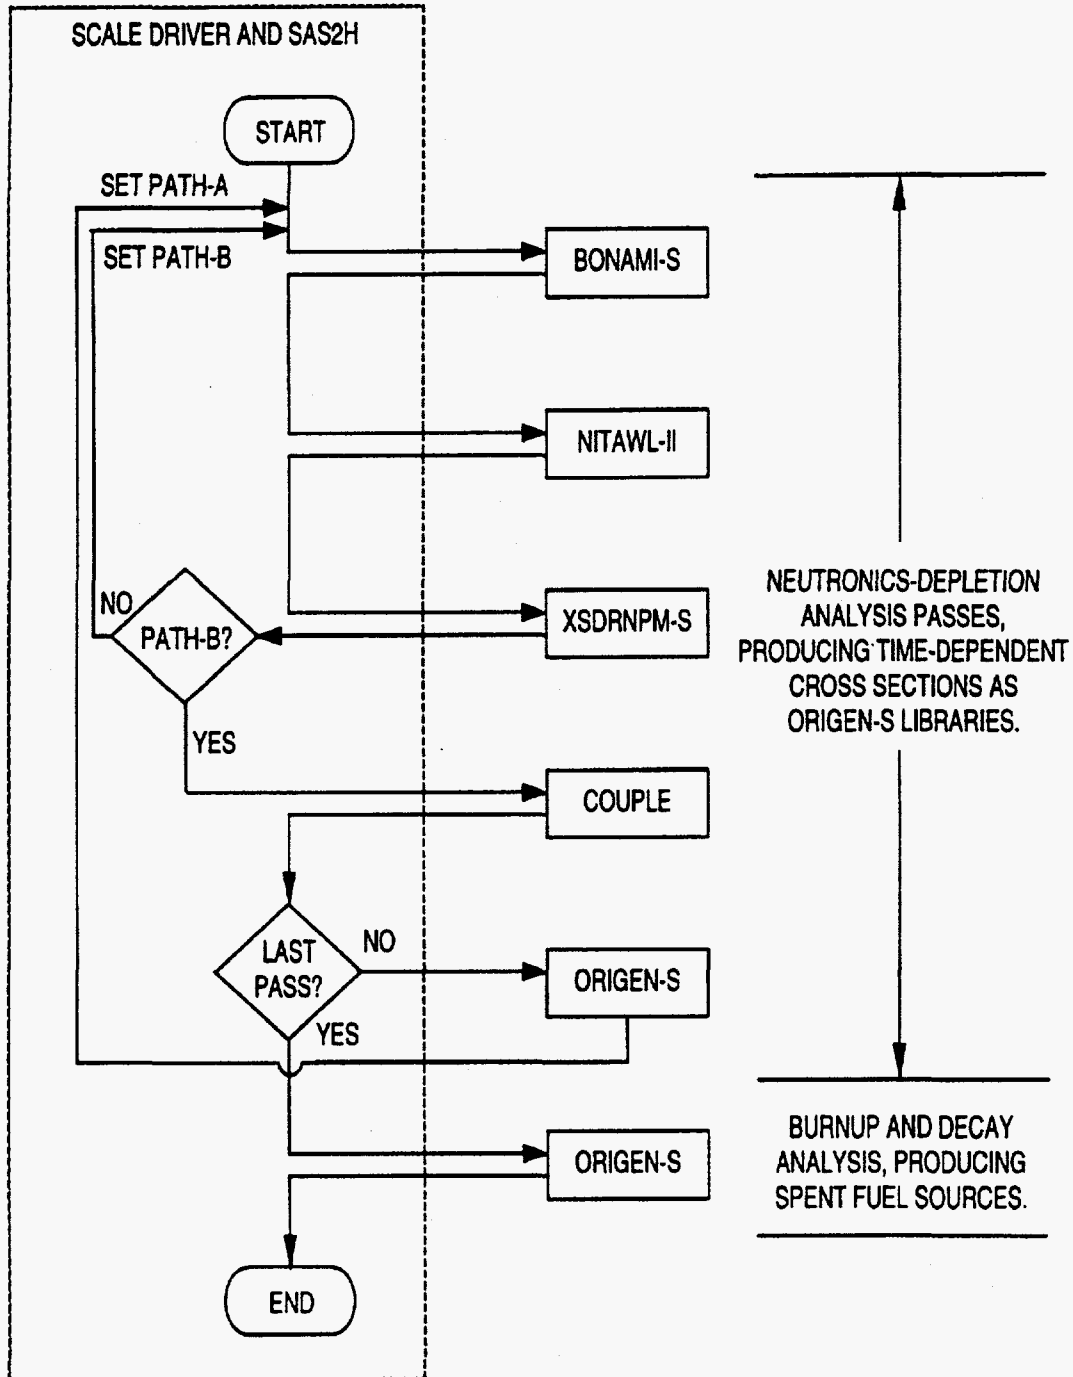 SCALE DRIVER AND SAS2H
START
SET PATH-A
SET PATH-B
BONAMI-S
NITAWL-II
XSDRNPM-S
NO
PATH-B?
YES
COUPLE
LAST
PASS?
NO
YES
ORIGEN-S
ORIGEN-S
END
NEUTRONICS-DEPLETION
ANALYSIS PASSES,
PRODUCING TIME-DEPENDENT
CROSS SECTIONS AS
ORIGEN-S LIBRARIES.
BURNUP AND DECAY
ANALYSIS, PRODUCING
SPENT FUEL SOURCES.